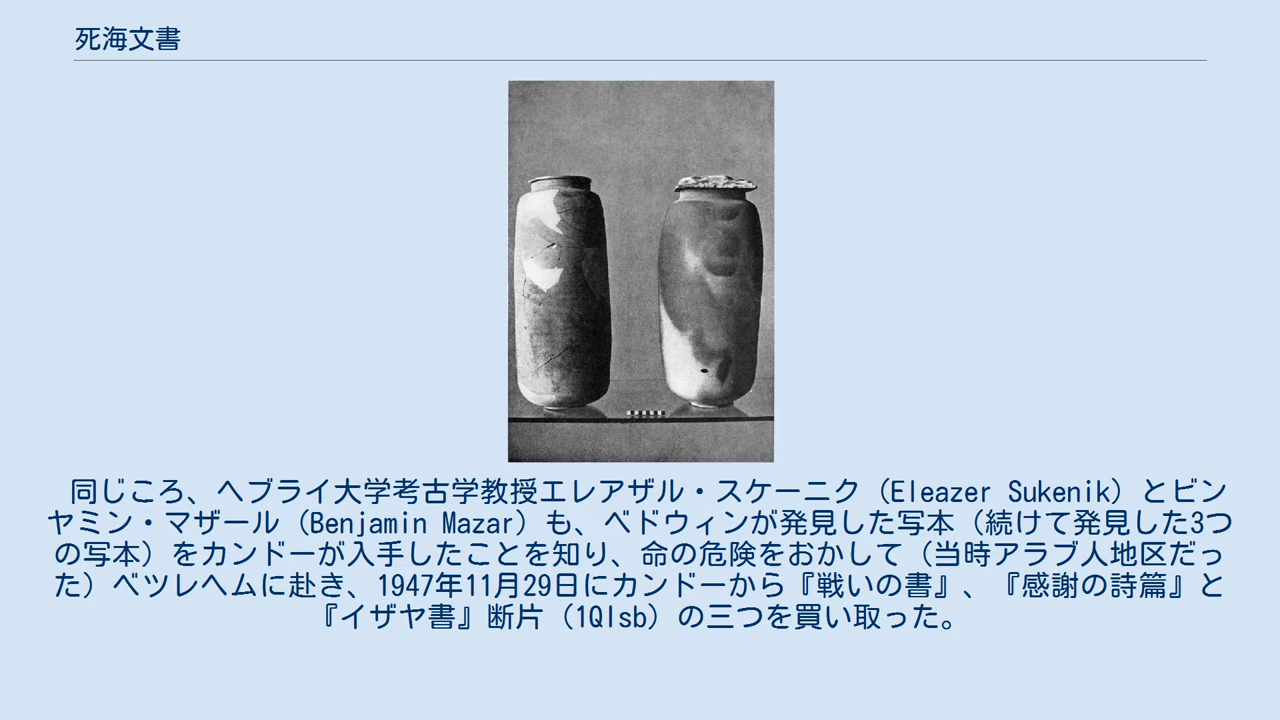 死海文書
同じころ、ヘブライ大学考古学教授エレアザル・スケーニク（Eleazer Sukenik）とビン
ヤミン・マザール（Benjamin Mazar）も、ベドウィンが発見した写本（続けて発見した3つ
の写本）をカンドーが入手したことを知り、命の危険をおかして（当時アラブ人地区だっ
た）ベツレヘムに赴き、1947年11月29日にカンドーから『戦いの書』、『感謝の詩篇』と
『イザヤ書』断片（1QIsb）の三つを買い取った。